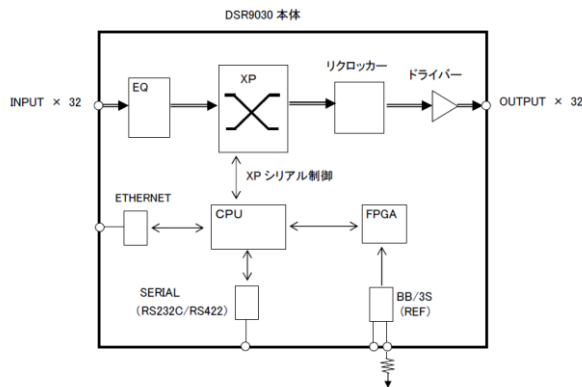 DSR9030 本体
INPUT × 32
EQ
XP
リクロッカー
ドライバー
OUTPUT × 32
XP シリアル制御
ETHERNET
CPU
FPGA
SERIAL
(RS232C/RS422)
BB/3S
(REF)